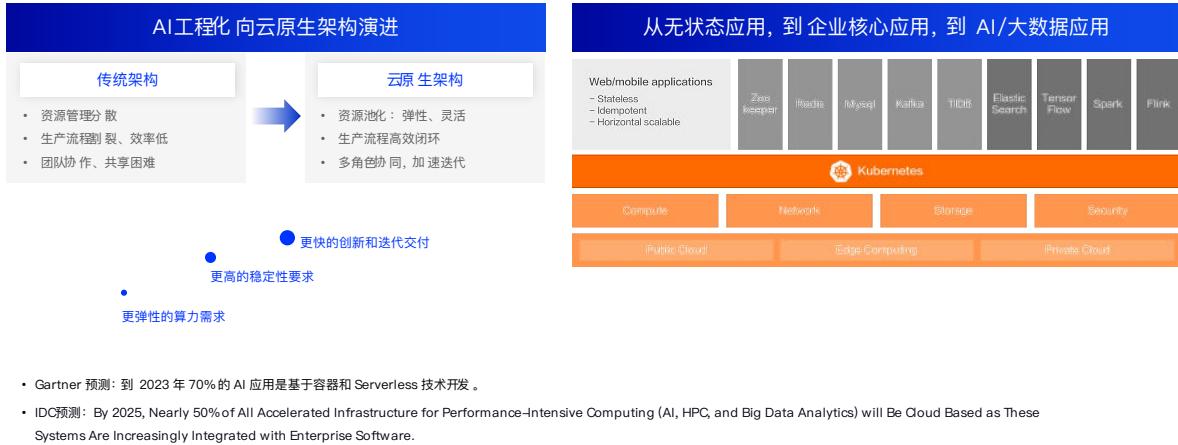 AI工程化 向云原生架构演进
传统架构
云原生架构
• 资源管理分散
• 生产流程割裂、效率低
• 团队协作、共享困难
• 资源池化：弹性、灵活
• 生产流程高效闭环
• 多角色协同, 加速迭代
更快的创新和迭代交付
更高的稳定性要求
更弹性的算力需求
从无状态应用, 到 企业核心应用, 到 AI/大数据应用
Web/mobile applications
- Stateless
- Idempotent
- Horizontal scalable
Zoo
keeper
Redis
Mysql
Kafka
TiDB
Elastic
Search
Tensor
Flow
Spark
Flink
Kubernetes
Compute
Network
Storage
Security
Public Cloud
Edge Computing
Private Cloud
• Gartner 预测: 到 2023 年 70% 的 AI 应用是基于容器和 Serverless 技术开发 。
• IDC预测: By 2025, Nearly 50% of All Accelerated Infrastructure for Performance-Intensive Computing (AI, HPC, and Big Data Analytics) will Be Cloud Based as These
Systems Are Increasingly Integrated with Enterprise Software.